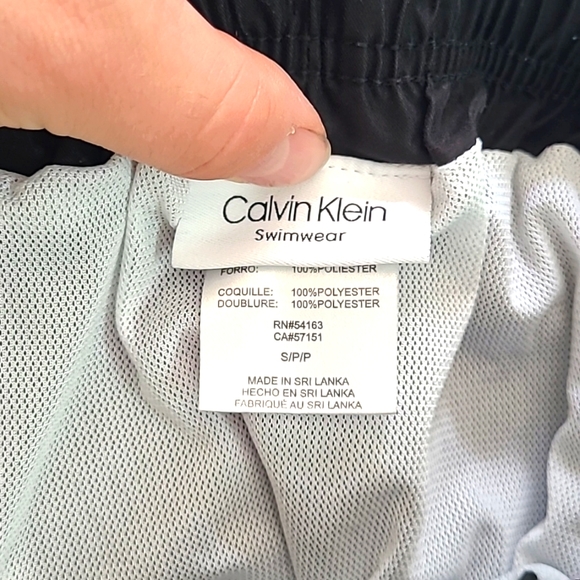 Calvin Klein
Swimwear
FORRO: 100%POLIESTER
COQUILLE: 100%POLYESTER
DOUBLURE: 100%POLYESTER
RN#54163
CA#57151
S/P/P
MADE IN SRI LANKA
HECHO EN SRI LANKA
FABRIQUÉ AU SRI LANKA